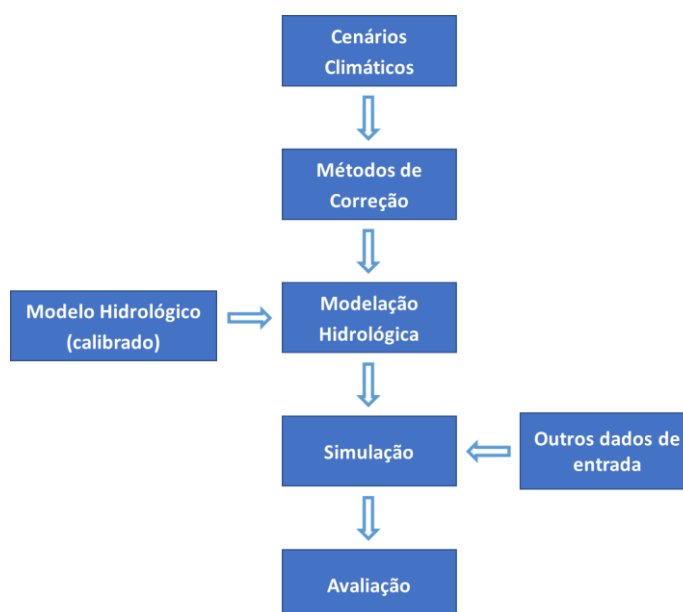 Cenários
Climáticos
Métodos de
Correção
Modelo Hidrológico
(calibrado)
Modelação
Hidrológica
Simulação
Outros dados de
entrada
Avaliação